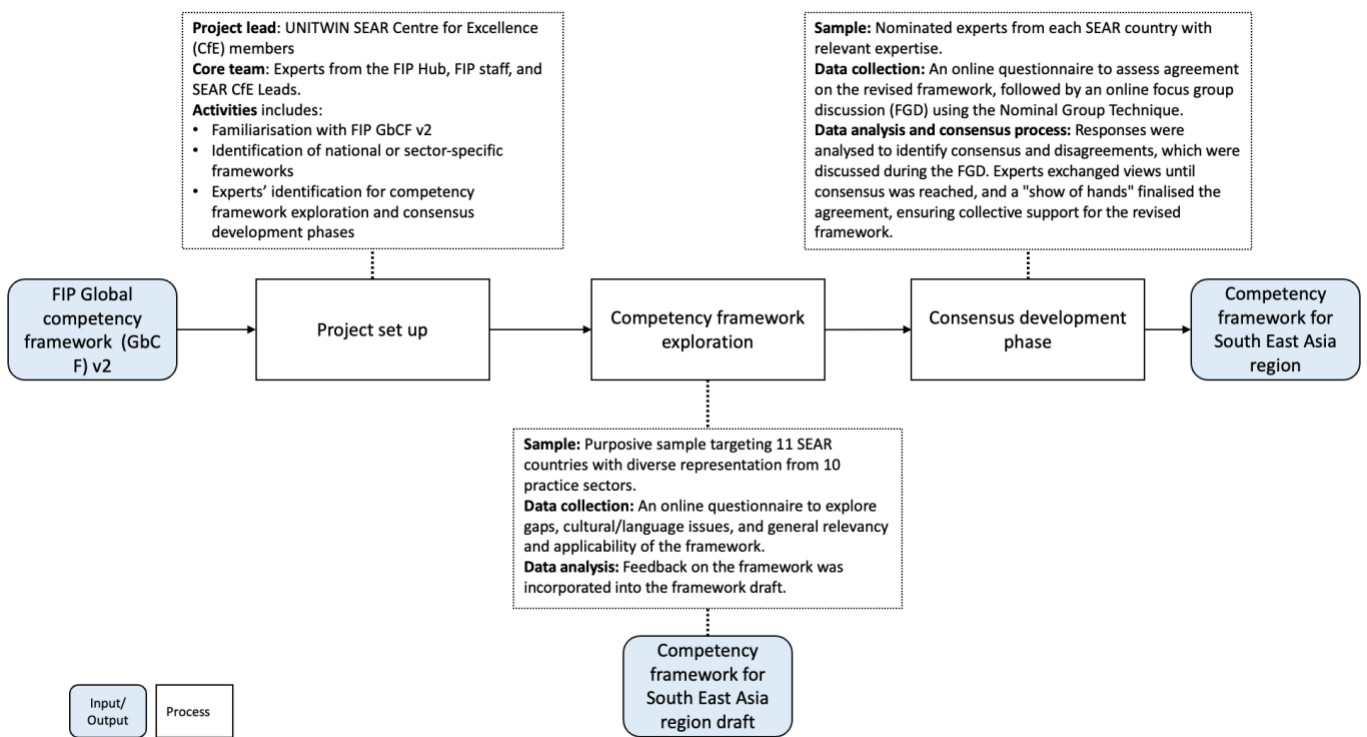 Project lead: UNITWIN SEAR Centre for Excellence
(CfE) members
Core team: Experts from the FIP Hub, FIP staff, and
SEAR CfE Leads.
Activities includes:
• Familiarisation with FIP GbCF v2
• Identification of national or sector-specific
frameworks
• Experts’ identification for competency
framework exploration and consensus
development phases
Sample: Nominated experts from each SEAR country with
relevant expertise.
Data collection: An online questionnaire to assess agreement
on the revised framework, followed by an online focus group
discussion (FGD) using the Nominal Group Technique.
Data analysis and consensus process: Responses were
analysed to identify consensus and disagreements, which were
discussed during the FGD. Experts exchanged views until
consensus was reached, and a "show of hands" finalised the
agreement, ensuring collective support for the revised
framework.
FIP Global
competency
framework (GbC
F) v2
Project set up
Competency framework
exploration
Consensus development
phase
Competency
framework for
South East Asia
region
Sample: Purposive sample targeting 11 SEAR
countries with diverse representation from 10
practice sectors.
Data collection: An online questionnaire to explore
gaps, cultural/language issues, and general relevancy
and applicability of the framework.
Data analysis: Feedback on the framework was
incorporated into the framework draft.
Competency
framework for
South East Asia
region draft
Input/
Output
Process